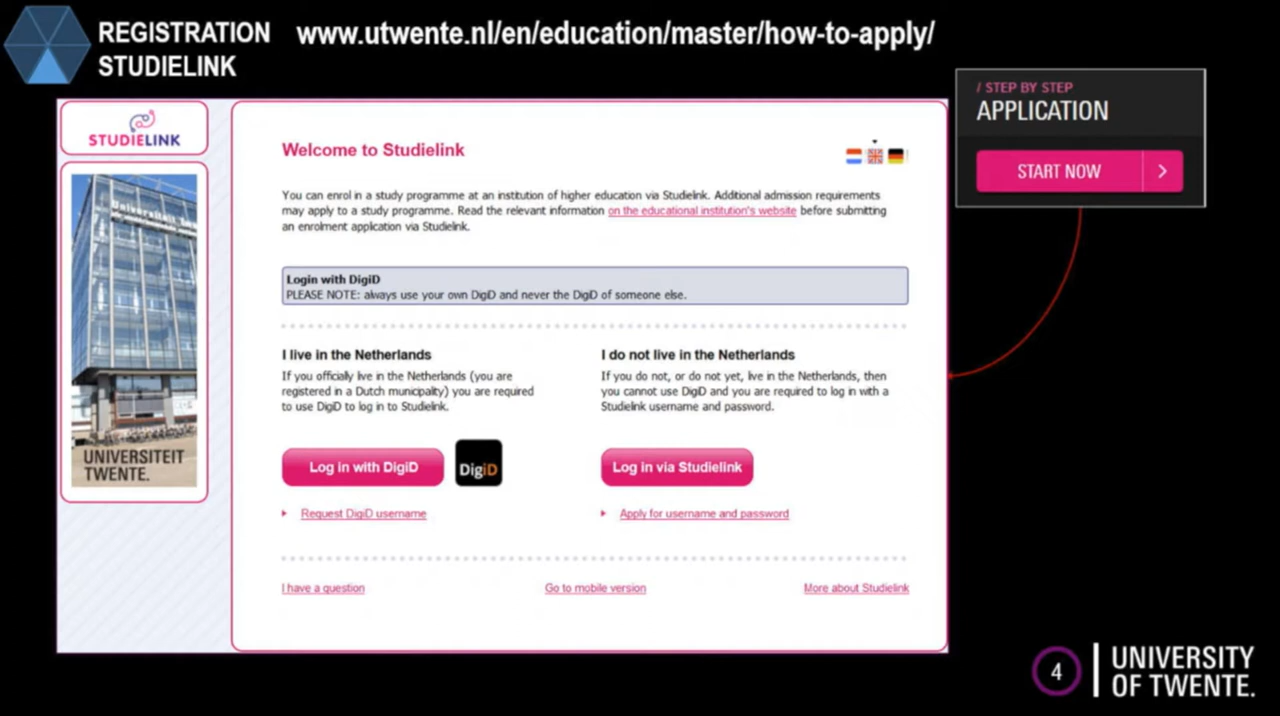 REGISTRATION
STUDIELINK
www.utwente.nl/en/education/master/how-to-apply/
/ STEP BY STEP
APPLICATION
START NOW
STUDIELINK
UNIVERSITEIT
TWENTE.
Welcome to Studielink
You can enrol in a study programme at an institution of higher education via Studielink. Addtional admission requirements
may apply to a study programme. Read the relevant information on the educational institution's website before submitting
an enrolment application via Studielink.
Login with DigiD
PLEASE NOTE: always use your own DigiD and never the DigiD of someone else.
I live in the Netherlands
If you officially live in the Netherlands (you are
registered in a Dutch municipality) you are required
to use DigiD to log in to Studielink.
Log in with DigiD
DigiD
Request DigiD username
I do not live in the Netherlands
If you do not, or do not yet, live in the Netherlands, then
you cannot use DigiD and you are required to log in with a
Studielink username and password.
Log in via Studielink
Apply for username and password
I have a question
Go to mobile version
More about Studielink
4
UNIVERSITY
OF TWENTE.